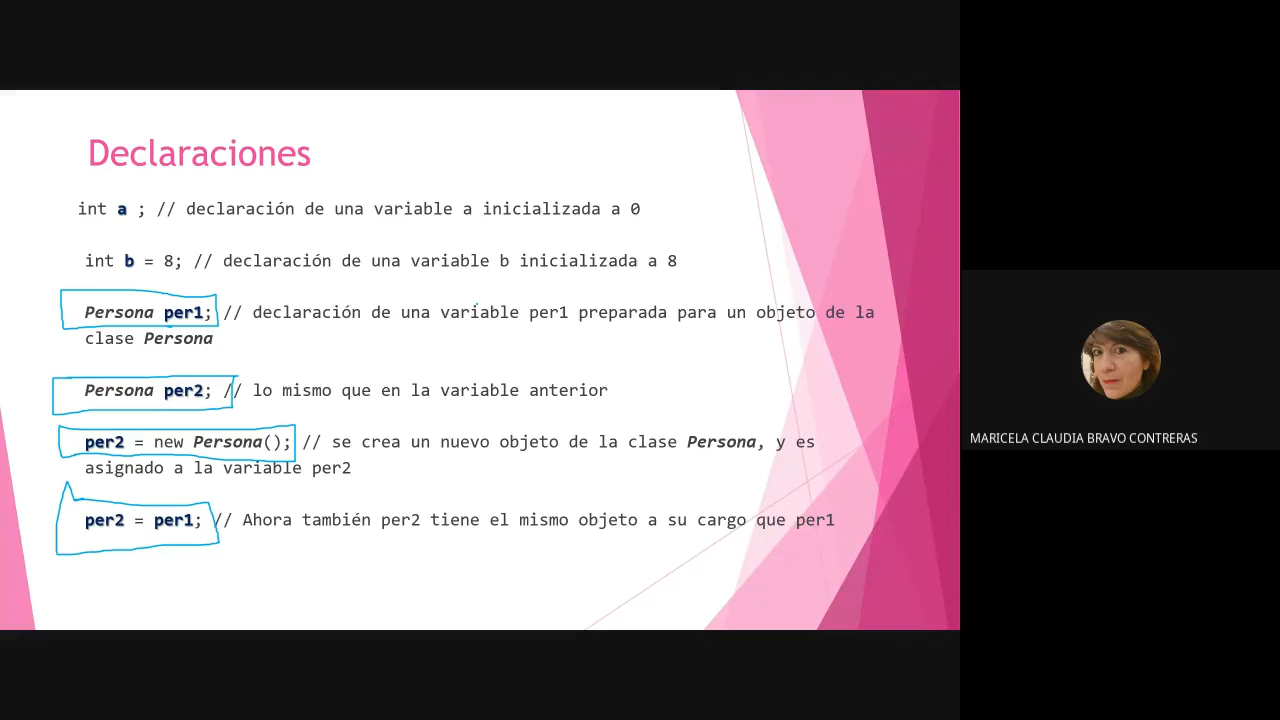 Declaraciones
int a ; // declaración de una variable a inicializada a 0
int b = 8; // declaración de una variable b inicializada a 8
Persona per1; // declaración de una variable per1 preparada para un objeto de la
clase Persona
Persona per2; // lo mismo que en la variable anterior
per2 = new Persona(); // se crea un nuevo objeto de la clase Persona, y es
asignado a la variable per2
per2 = per1; // Ahora también per2 tiene el mismo objeto a su cargo que per1
MARICELA CLAUDIA BRAVO CONTRERAS